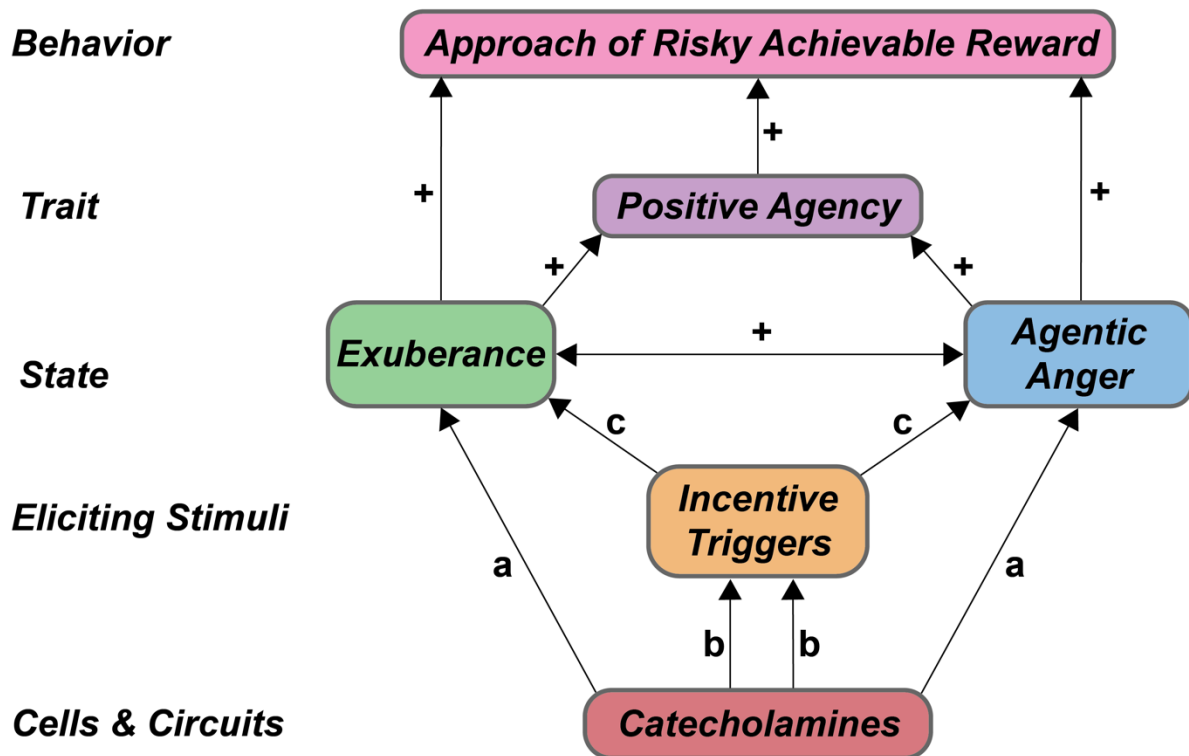 Behavior
Approach of Risky Achievable Reward
+
+
+
Trait
Positive Agency
+
+
+
State
Exuberance
Agentic
Anger
c
c
Eliciting Stimuli
Incentive
Triggers
a
a
b
b
Cells & Circuits
Catecholamines